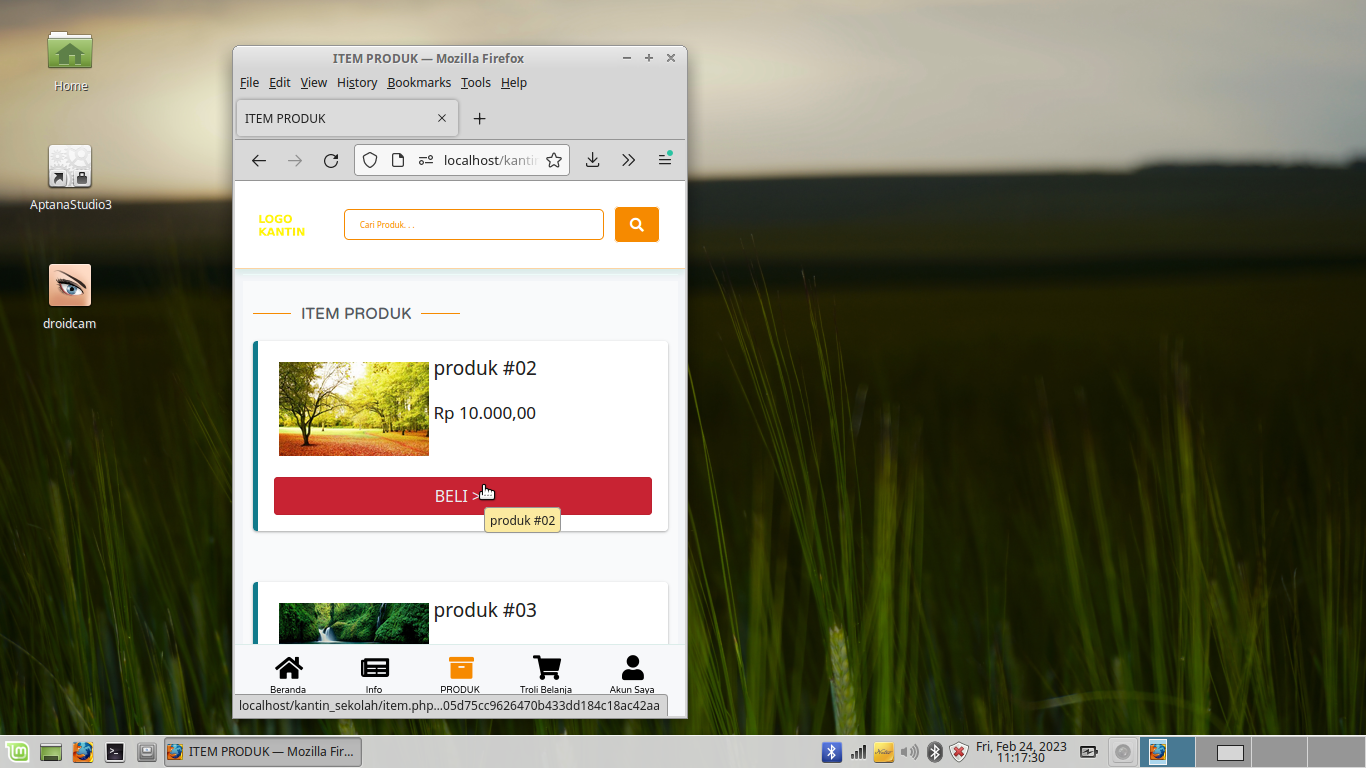 Home
AptanaStudio3
droidcam
ITEM PRODUK — Mozilla Firefox
File Edit View History Bookmarks Tools Help
ITEM PRODUK
localhost/kantin
LOGO
KANTIN
Cari Produk. . .
ITEM PRODUK
produk #02
Rp 10.000,00
BELI >
produk #02
produk #03
Beranda
Info
PRODUK
Troli Belanja
Akun Saya
localhost/kantin_sekolah/item.php...05d75cc9626470b433dd184c18ac42aa
ITEM PRODUK — Mozilla Fir...
Fri, Feb 24, 2023
11:17:30